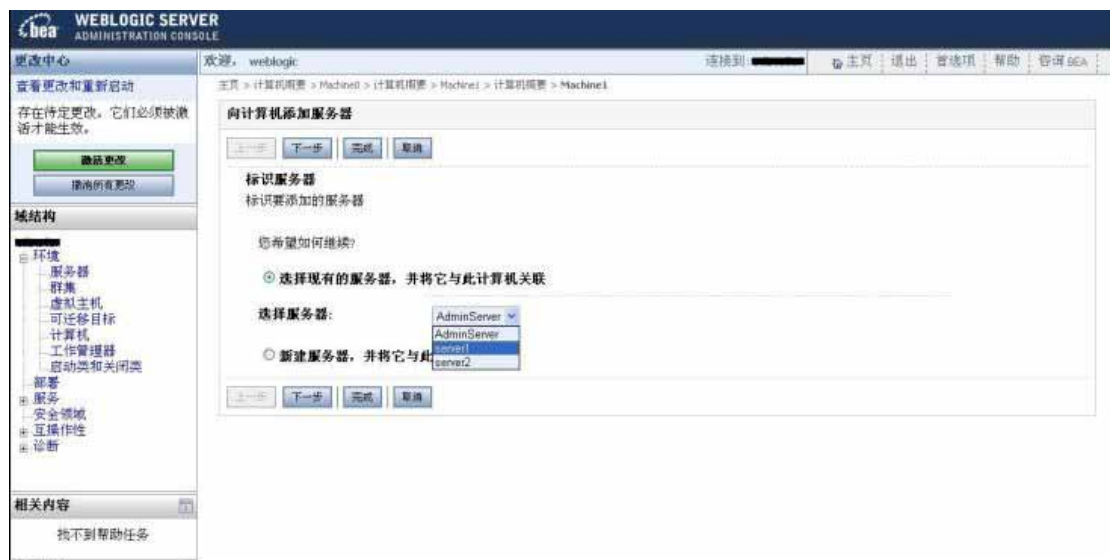 bea WEBLOGIC SERVER
ADMINISTRATION CONSOLE
更改中心
查看更改和重新启动
存在待定更改。它们必须被激
活才能生效。
激活更改
撤消所有更改
域结构
环境
服务器
群集
虚拟主机
可迁移目标
计算机
工作管理器
启动类和关闭类
部署
服务
安全领域
互操作性
诊断
相关内容
找不到帮助任务
欢迎, weblogic
连接到:
主页 退出 首选项 帮助 咨询 BEA
主页 > 计算机概要 > Machine0 > 计算机概要 > Machine1 > 计算机概要 > Machine1
向计算机添加服务器
上一步 下一步 完成 取消
标识服务器
标识要添加的服务器
您希望如何继续?
选择现有的服务器，并将它与此计算机关联
选择服务器:
AdminServer
AdminServer
server1
server2
新建服务器，并将它与此
上一步 下一步 完成 取消